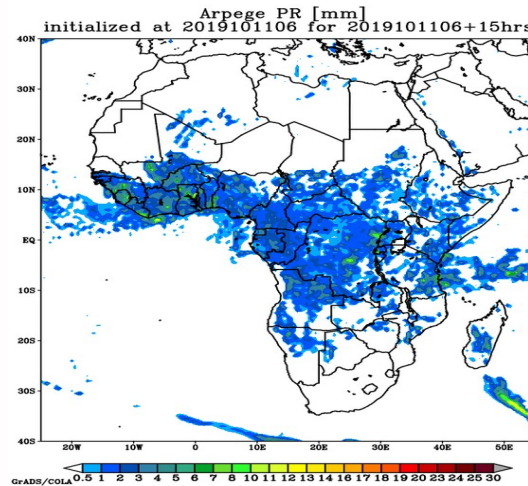 Arpege PR [mm]
initialized at 2019101106 for 2019101106+15hrs
40N
30N
20N
10N
EQ
10S
20S
30S
40S
20W 10W 0 10E 20E 30E 40E 50E
0.5 1 2 3 4 5 6 7 8 10 11 12 13 14 15 16 17 18 19 20 23 24 25 30
GrADS/COLA